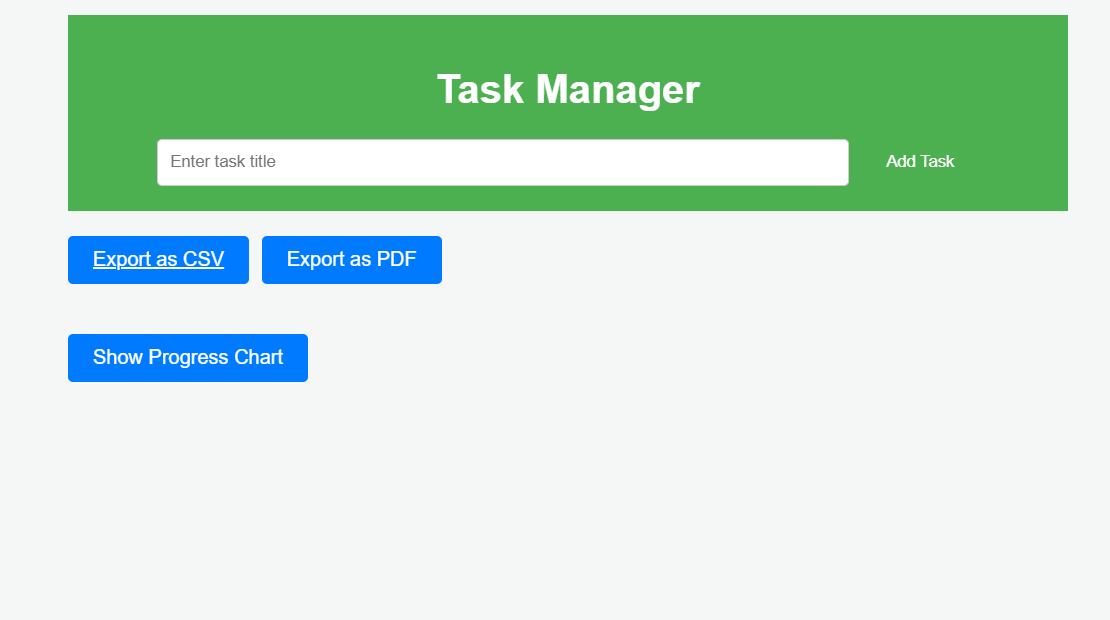 Task Manager
Enter task title
Add Task
Export as CSV
Export as PDF
Show Progress Chart